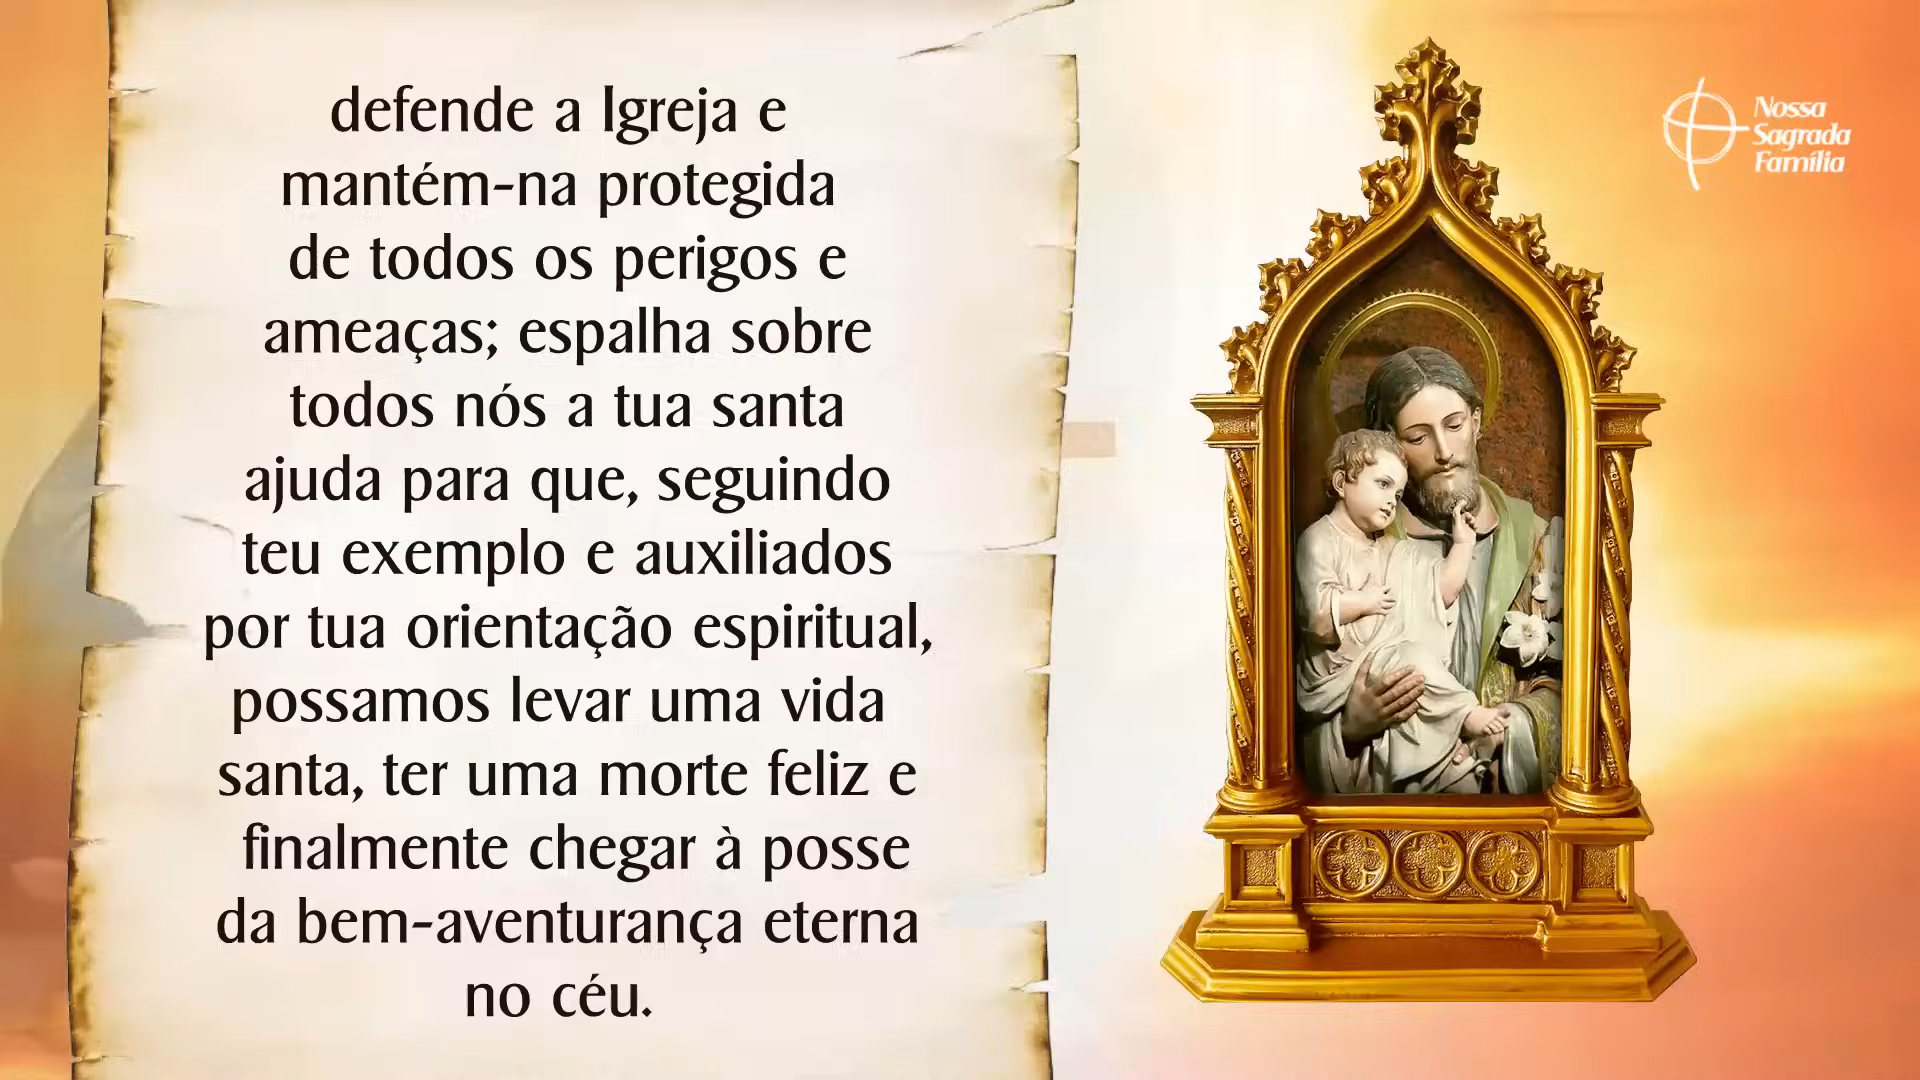 defende a Igreja e
mantém-na protegida
de todos os perigos e
ameaças; espalha sobre
todos nós a tua santa
ajuda para que, seguindo
teu exemplo e auxiliados
por tua orientação espiritual,
possamos levar uma vida
santa, ter uma morte feliz e
finalmente chegar à posse
da bem-aventurança eterna
no céu.
Nossa
Sagrada
Família